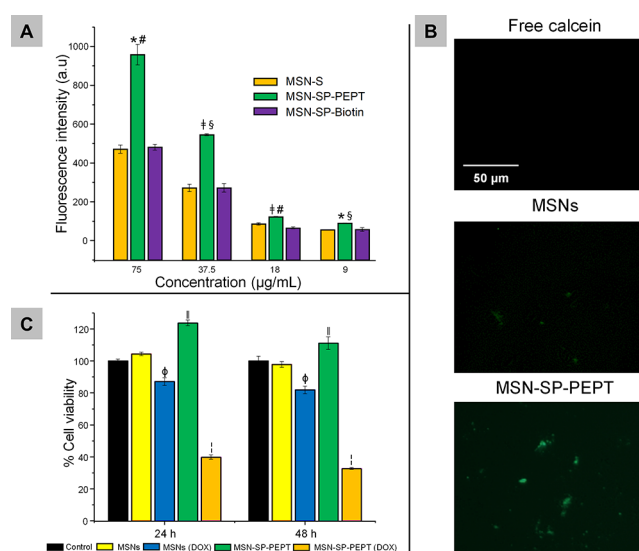 A
Fluorescence intensity (a.u)
1000
800
600
400
200
0
*#
ǂ§
ǂ#
*§
MSN-S
MSN-SP-PEPT
MSN-SP-Biotin
75 37.5 18 9
Concentration (µg/mL)
B
Free calcein
50 µm
MSNs
MSN-SP-PEPT
C
% Cell viability
120
100
80
60
40
20
0
ϕ ‖ ¦ ϕ ‖ ¦
24 h 48 h
Control MSNs MSNs (DOX) MSN-SP-PEPT MSN-SP-PEPT (DOX)